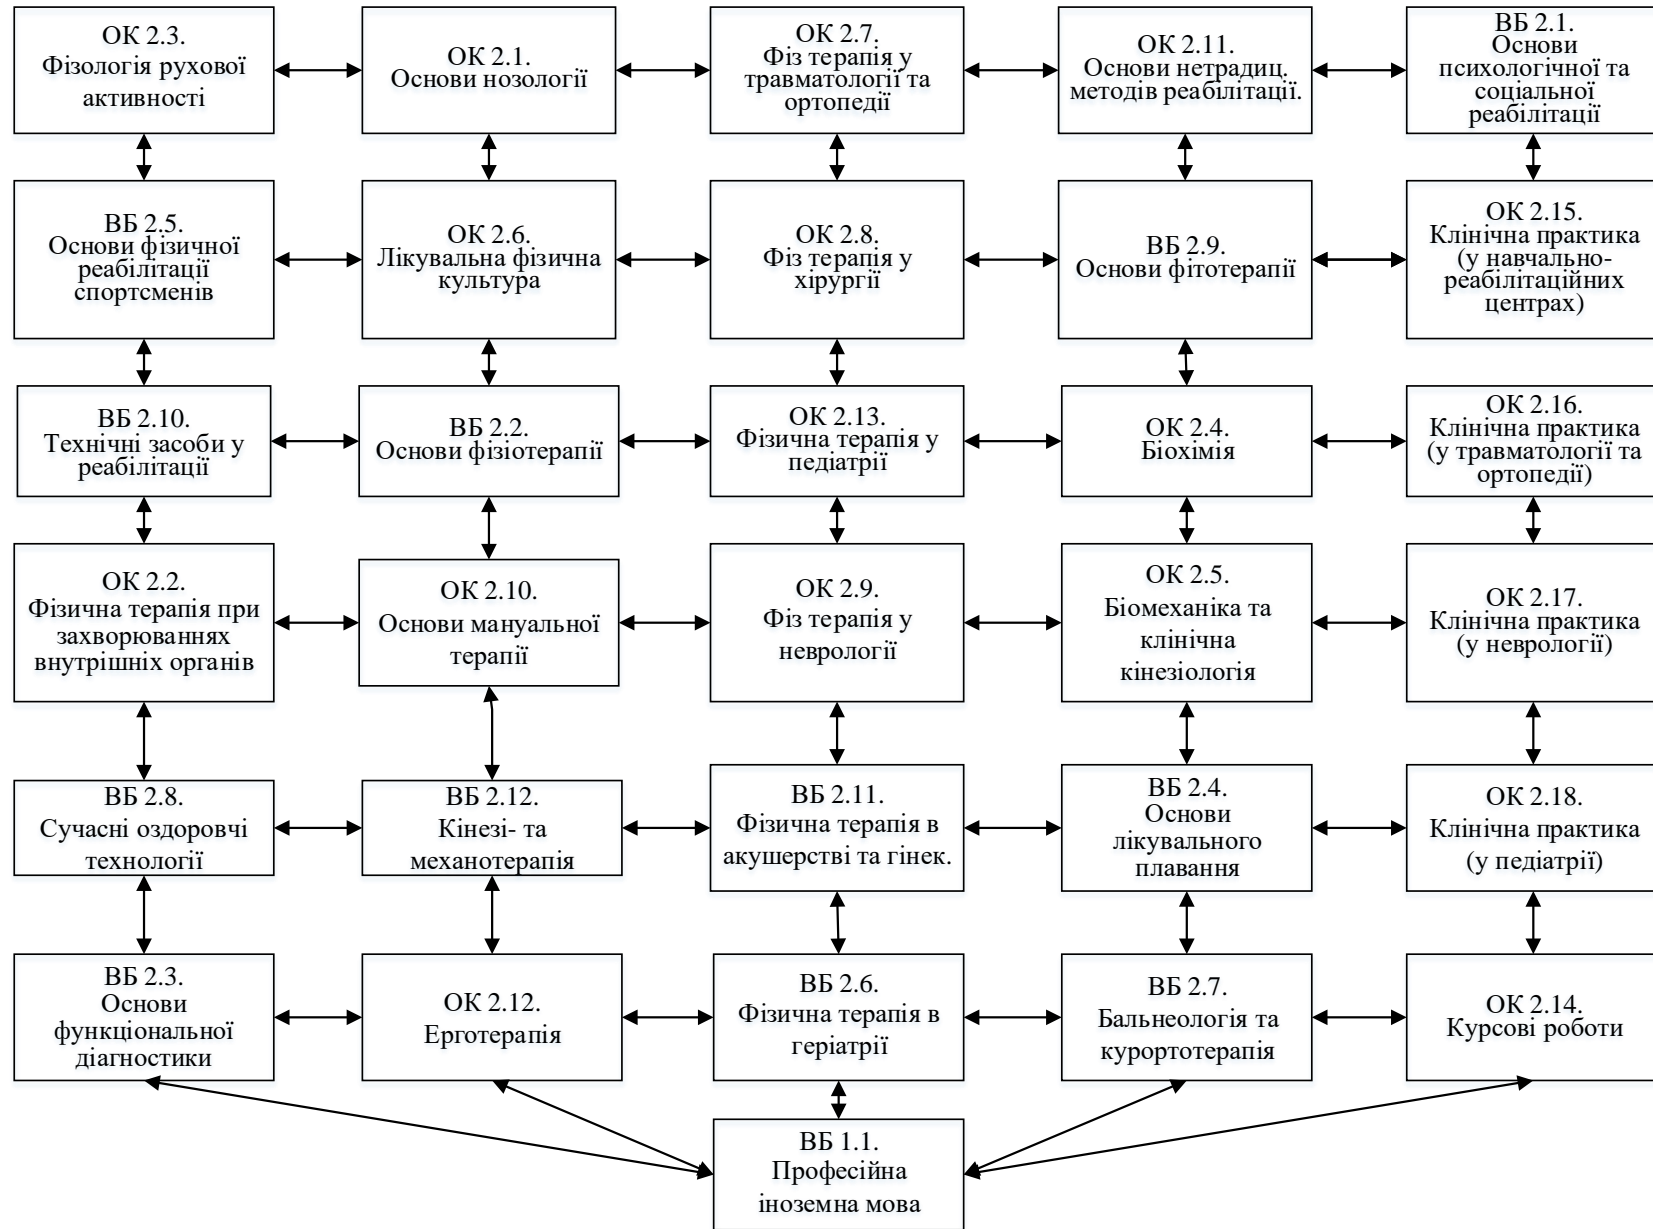 ОК 2.3.
Фізологія рухової
активності
ОК 2.1.
Основи нозології
ОК 2.7.
Фіз терапія у
травматології та
ортопедії
ОК 2.11.
Основи нетрадиц.
методів реабілітації.
ВБ 2.1.
Основи
психологічної та
соціальної
реабілітації
ВБ 2.5.
Основи фізичної
реабілітації
спортсменів
ОК 2.6.
Лікувальна фізична
культура
ОК 2.8.
Фіз терапія у
хірургії
ВБ 2.9.
Основи фітотерапії
ОК 2.15.
Клінічна практика
(у навчально-
реабілітаційних
центрах)
ВБ 2.10.
Технічні засоби у
реабілітації
ВБ 2.2.
Основи фізіотерапії
ОК 2.13.
Фізична терапія у
педіатрії
ОК 2.4.
Біохімія
ОК 2.16.
Клінічна практика
(у травматології та
ортопедії)
ОК 2.2.
Фізична терапія при
захворюваннях
внутрішніх органів
ОК 2.10.
Основи мануальної
терапії
ОК 2.9.
Фіз терапія у
неврології
ОК 2.5.
Біомеханіка та
клінічна
кінезіологія
ОК 2.17.
Клінічна практика
(у неврології)
ВБ 2.8.
Сучасні оздоровчі
технології
ВБ 2.12.
Кінезі- та
механотерапія
ВБ 2.11.
Фізична терапія в
акушерстві та гінек.
ВБ 2.4.
Основи
лікувального
плавання
ОК 2.18.
Клінічна практика
(у педіатрії)
ВБ 2.3.
Основи
функціональної
діагностики
ОК 2.12.
Ерготерапія
ВБ 2.6.
Фізична терапія в
геріатрії
ВБ 2.7.
Бальнеологія та
курортотерапія
ОК 2.14.
Курсові роботи
ВБ 1.1.
Професійна
іноземна мова